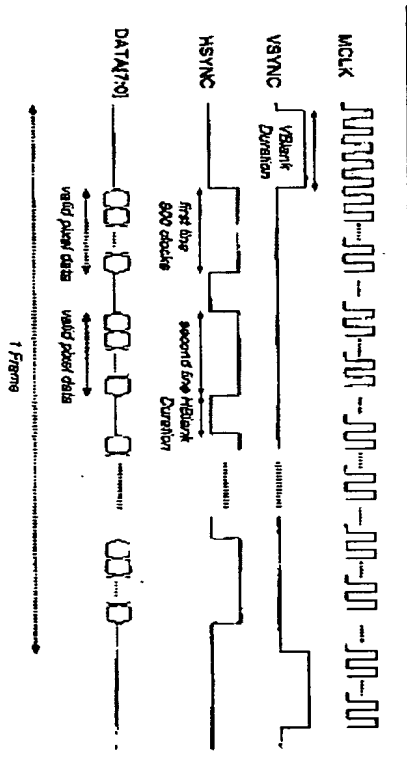 MCLK
VSYNC
VBlank
Duration
HSYNC
first line
800 clocks
second line
HBlank
Duration
DATA[7:0]
valid pixel data
valid pixel data
1 Frame